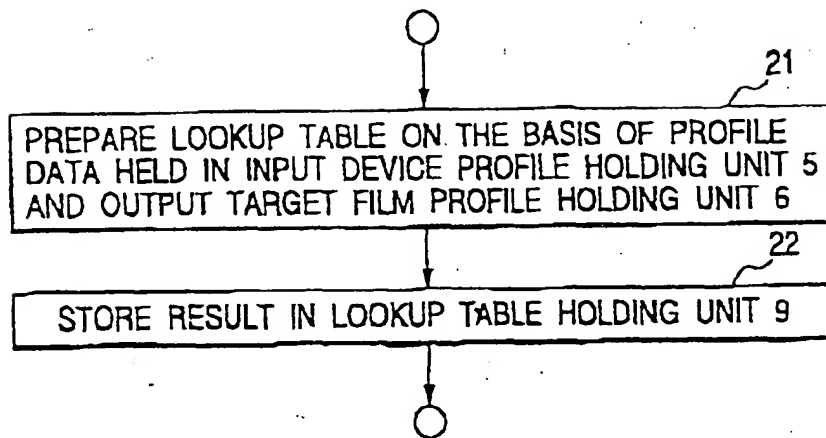 21
PREPARE LOOKUP TABLE ON THE BASIS OF PROFILE
DATA HELD IN INPUT DEVICE PROFILE HOLDING UNIT 5
AND OUTPUT TARGET FILM PROFILE HOLDING UNIT 6
22
STORE RESULT IN LOOKUP TABLE HOLDING UNIT 9